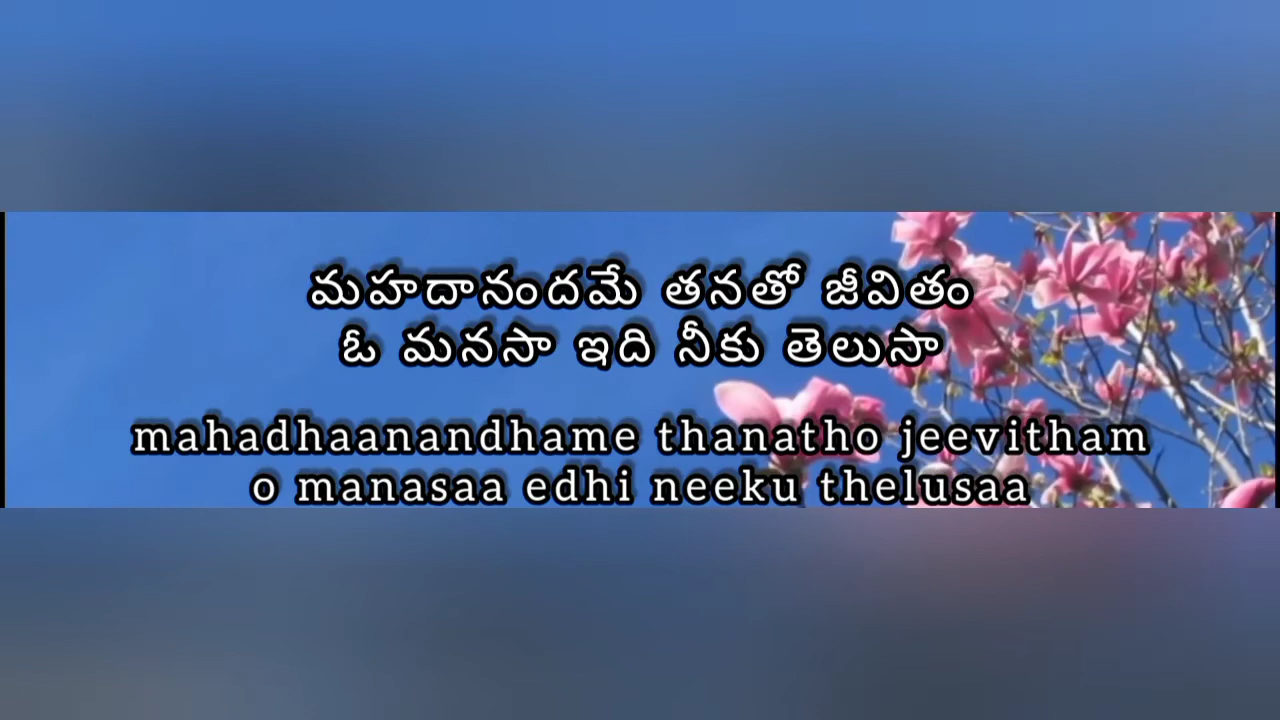 మహదానందమే తనతో జీవితం
ఓ మనసా ఇది నీకు తెలుసా
mahadhaanandhame thanatho jeevitham
o manasaa edhi neeku thelusaa